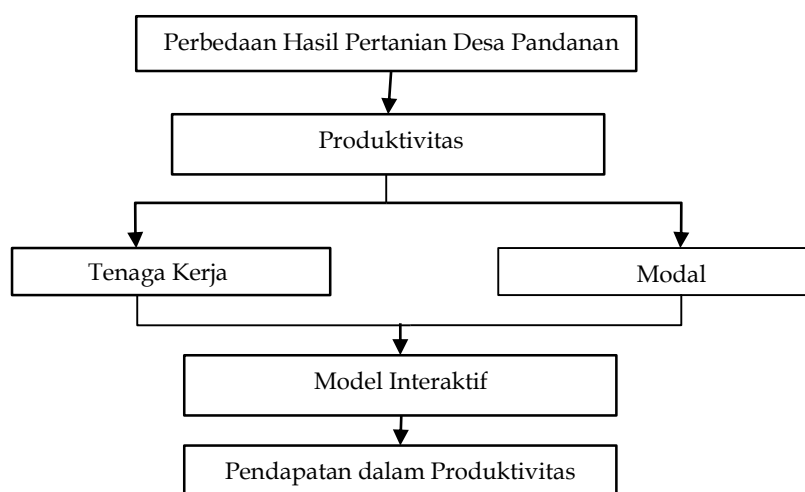 Perbedaan Hasil Pertanian Desa Pandanan
Produktivitas
Tenaga Kerja
Modal
Model Interaktif
Pendapatan dalam Produktivitas